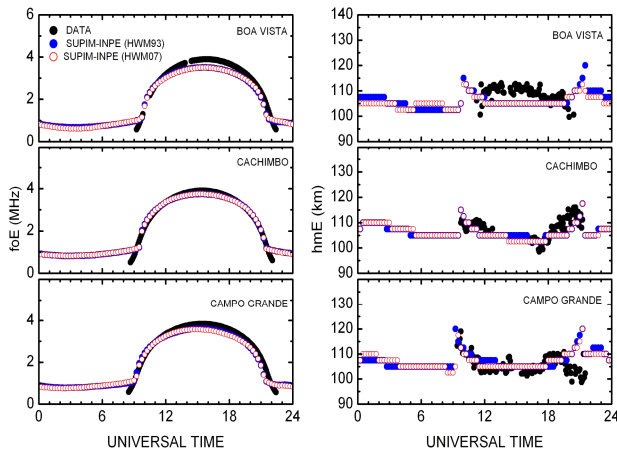 DATA
SUPIM-INPE (HWM93)
SUPIM-INPE (HWM07)
BOA VISTA
6
4
2
0
CACHIMBO
4
2
0
CAMPO GRANDE
4
2
0
0 6 12 18 24
foE (MHz)
UNIVERSAL TIME
BOA VISTA
140
130
120
110
100
90
CACHIMBO
130
120
110
100
90
CAMPO GRANDE
130
120
110
100
90
0 6 12 18 24
hmE (km)
UNIVERSAL TIME